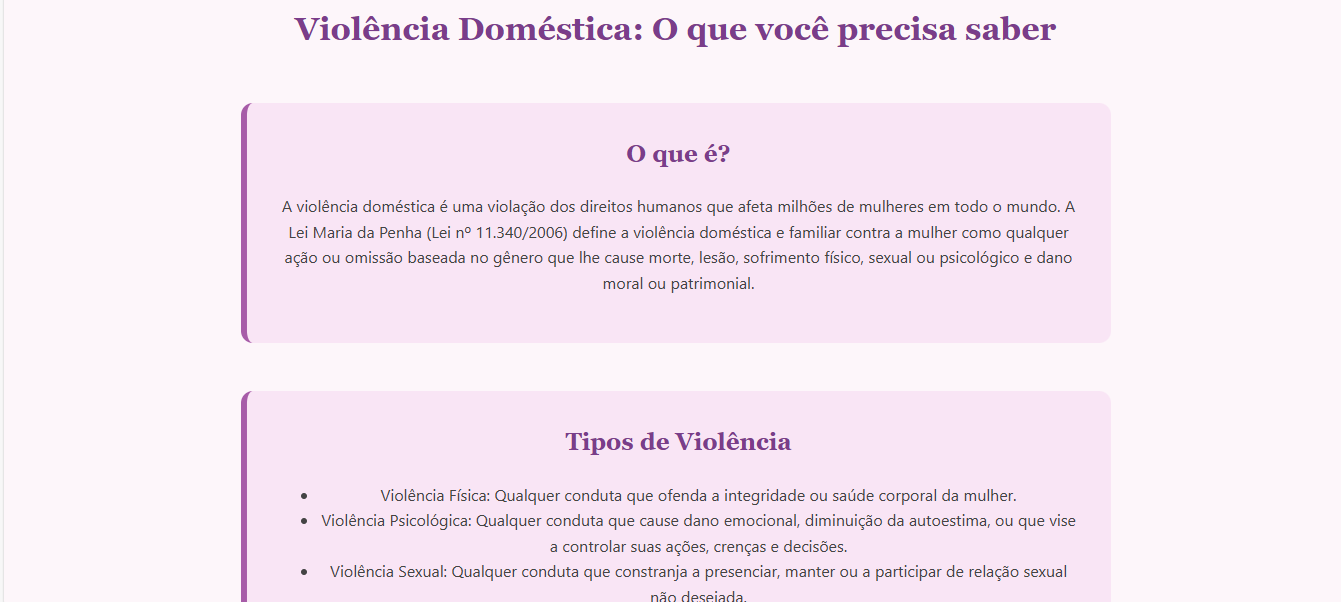 Violência Doméstica: O que você precisa saber
O que é?
A violência doméstica é uma violação dos direitos humanos que afeta milhões de mulheres em todo o mundo. A
Lei Maria da Penha (Lei nº 11.340/2006) define a violência doméstica e familiar contra a mulher como qualquer
ação ou omissão baseada no gênero que lhe cause morte, lesão, sofrimento físico, sexual ou psicológico e dano
moral ou patrimonial.
Tipos de Violência
• Violência Física: Qualquer conduta que ofenda a integridade ou saúde corporal da mulher.
• Violência Psicológica: Qualquer conduta que cause dano emocional, diminuição da autoestima, ou que vise
a controlar suas ações, crenças e decisões.
• Violência Sexual: Qualquer conduta que constranja a presenciar, manter ou a participar de relação sexual
não desejada.